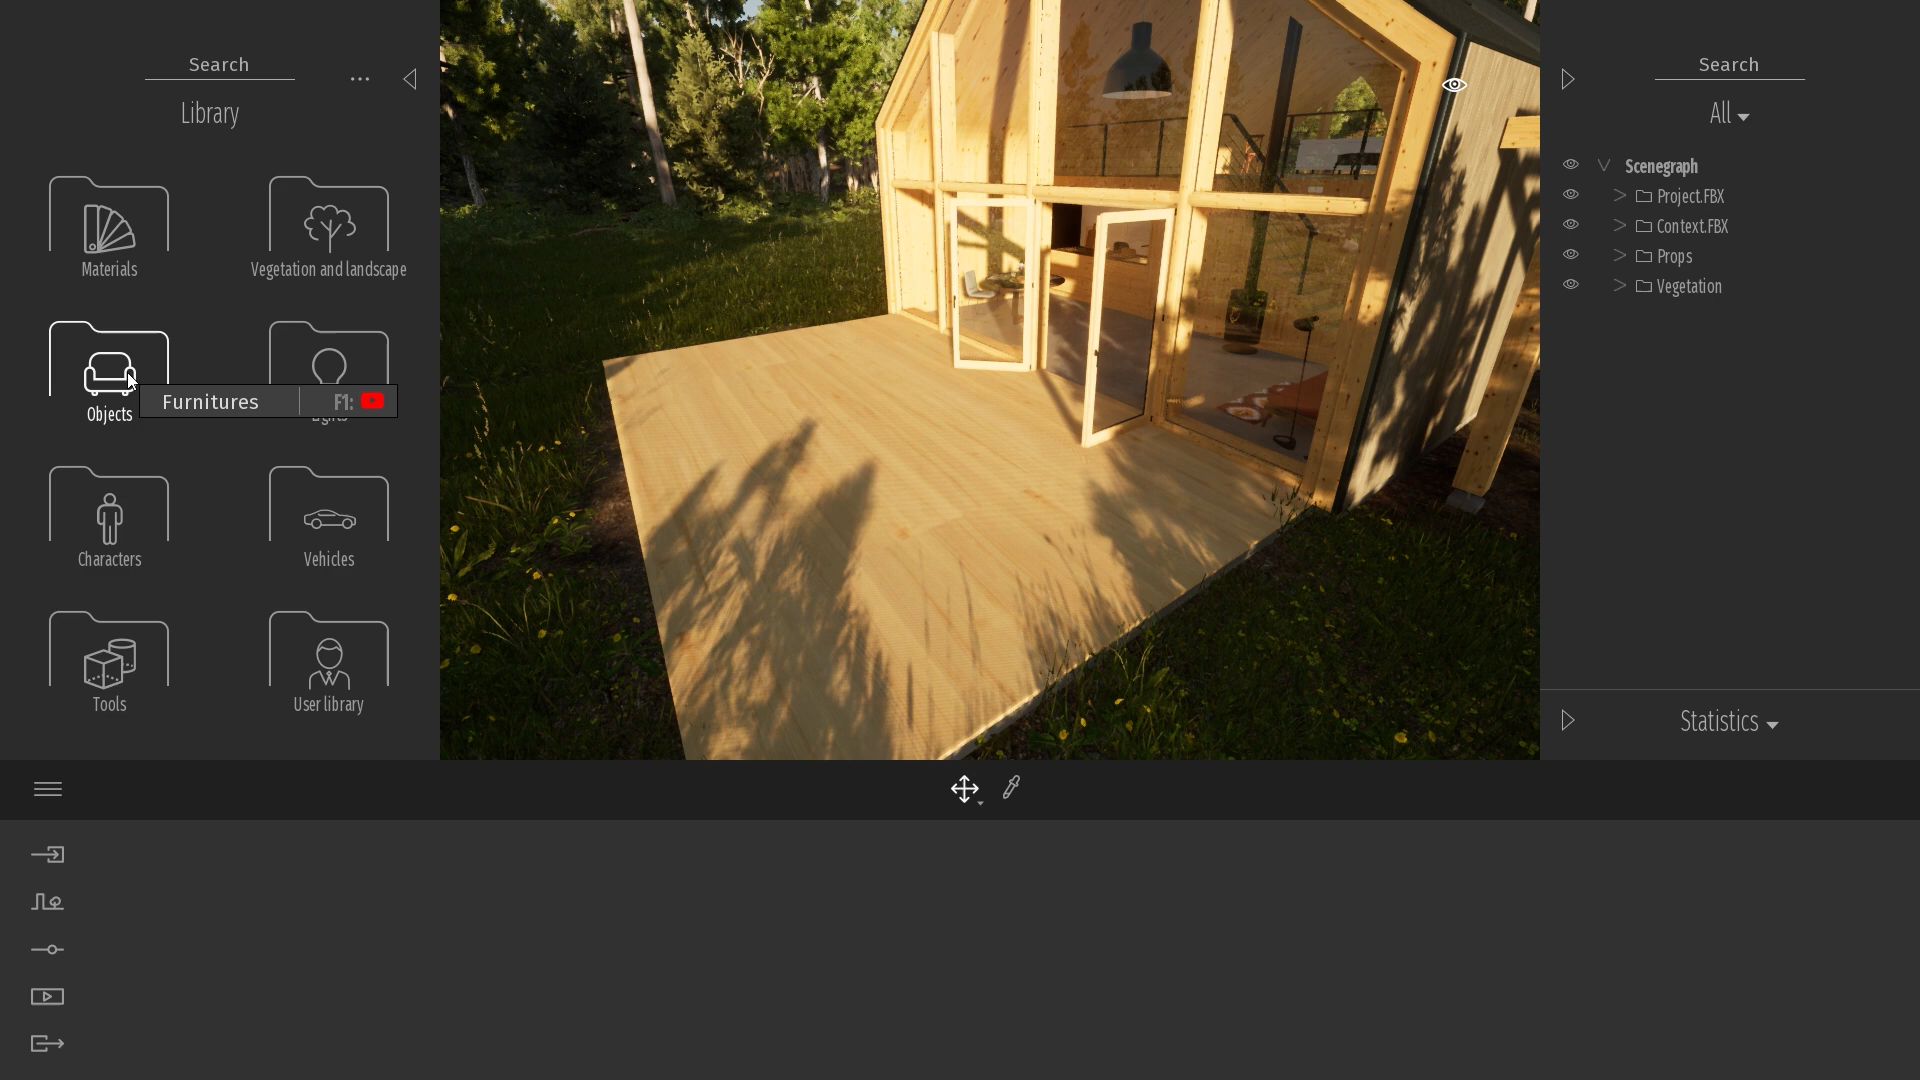 Search
Library
Materials
Vegetation and landscape
Objects
Furnitures
F1:
Lights
Characters
Vehicles
Tools
User library
Search
All
Scenegraph
Project.FBX
Context.FBX
Props
Vegetation
Statistics